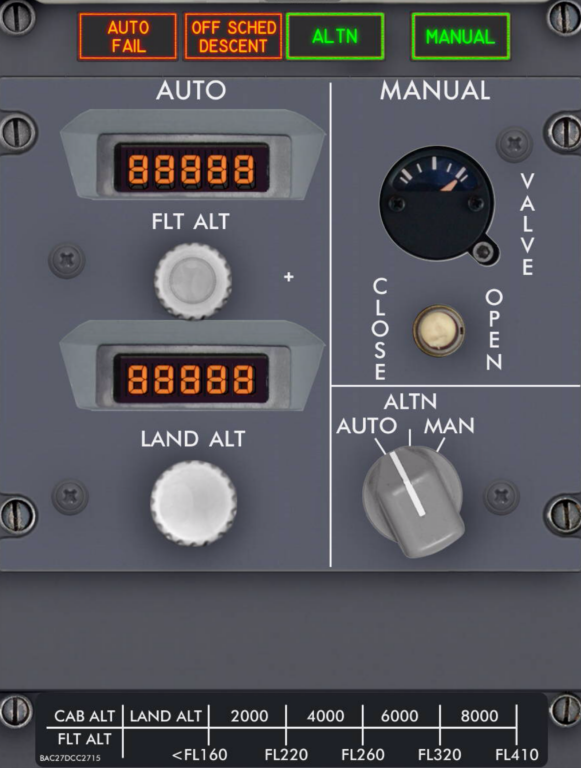 AUTO FAIL
OFF SCHED DESCENT
ALTN
MANUAL
AUTO
MANUAL
88888
FLT ALT
+
VALVE
CLOSE
OPEN
88888
LAND ALT
ALTN
AUTO
MAN
CAB ALT LAND ALT 2000 4000 6000 8000
FLT ALT
<FL160 FL220 FL260 FL320 FL410
BAC27DCC2715